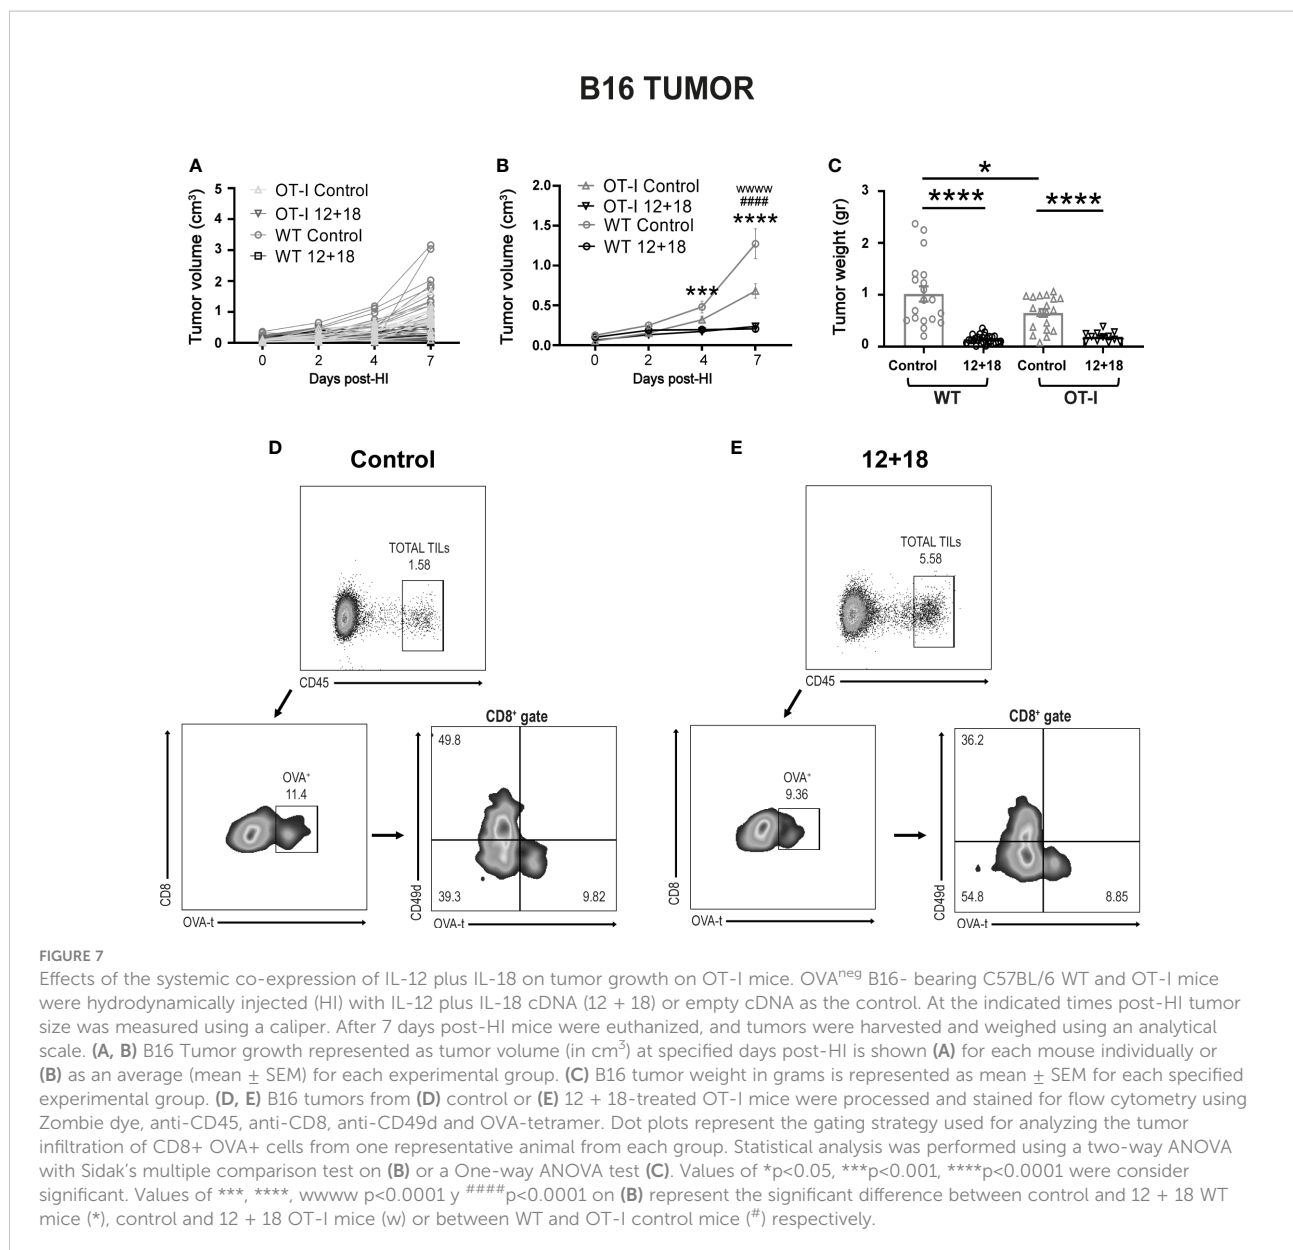 B16 TUMOR
A
Tumor volume (cm³)
5
4
3
2
1
0
0 2 4 7
Days post-HI
OT-I Control
OT-I 12+18
WT Control
WT 12+18
B
Tumor volume (cm³)
2.0
1.5
1.0
0.5
0.0
0 2 4 7
Days post-HI
OT-I Control
OT-I 12+18
WT Control
WT 12+18
***
wwww
####
****
C
Tumor weight (gr)
3
2
1
0
*
**** ****
Control 12+18 Control 12+18
WT OT-I
D
Control
TOTAL TILs
1.58
CD45
OVA⁺
11.4
CD8
OVA-t
CD8⁺ gate
49.8
39.3 9.82
CD49d
OVA-t
E
12+18
TOTAL TILs
5.58
CD45
OVA⁺
9.36
CD8
OVA-t
CD8⁺ gate
36.2
54.8 8.85
CD49d
OVA-t
FIGURE 7
Effects of the systemic co-expression of IL-12 plus IL-18 on tumor growth on OT-I mice. OVAⁿᵉᵍ B16- bearing C57BL/6 WT and OT-I mice
were hydrodynamically injected (HI) with IL-12 plus IL-18 cDNA (12 + 18) or empty cDNA as the control. At the indicated times post-HI tumor
size was measured using a caliper. After 7 days post-HI mice were euthanized, and tumors were harvested and weighed using an analytical
scale. (A, B) B16 Tumor growth represented as tumor volume (in cm³) at specified days post-HI is shown (A) for each mouse individually or
(B) as an average (mean ± SEM) for each experimental group. (C) B16 tumor weight in grams is represented as mean ± SEM for each specified
experimental group. (D, E) B16 tumors from (D) control or (E) 12 + 18-treated OT-I mice were processed and stained for flow cytometry using
Zombie dye, anti-CD45, anti-CD8, anti-CD49d and OVA-tetramer. Dot plots represent the gating strategy used for analyzing the tumor
infiltration of CD8+ OVA+ cells from one representative animal from each group. Statistical analysis was performed using a two-way ANOVA
with Sidak's multiple comparison test on (B) or a One-way ANOVA test (C). Values of *p<0.05, ***p<0.001, ****p<0.0001 were consider
significant. Values of ***, ****, wwww p<0.0001 y ####p<0.0001 on (B) represent the significant difference between control and 12 + 18 WT
mice (*), control and 12 + 18 OT-I mice (w) or between WT and OT-I control mice (#) respectively.